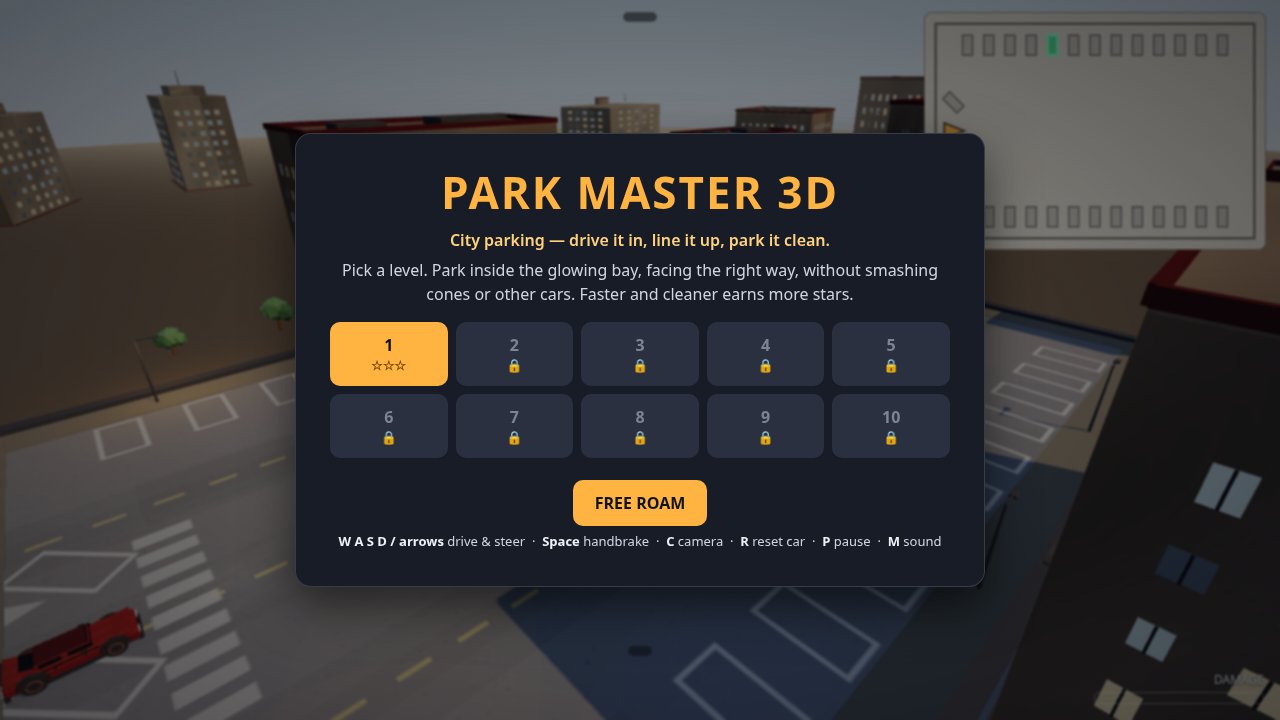 PARK MASTER 3D
City parking — drive it in, line it up, park it clean.
Pick a level. Park inside the glowing bay, facing the right way, without smashing
cones or other cars. Faster and cleaner earns more stars.
1 2 3 4 5
☆☆☆ 🔒 🔒 🔒 🔒
6 7 8 9 10
🔒 🔒 🔒 🔒 🔒
FREE ROAM
W A S D / arrows drive & steer · Space handbrake · C camera · R reset car · P pause · M sound
DAMAGE